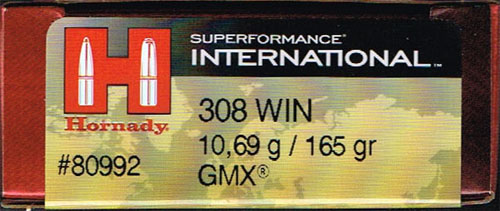 SUPERFORMANCE®
INTERNATIONAL™
H
Hornady®
308 WIN
10,69 g / 165 gr
#80992
GMX®